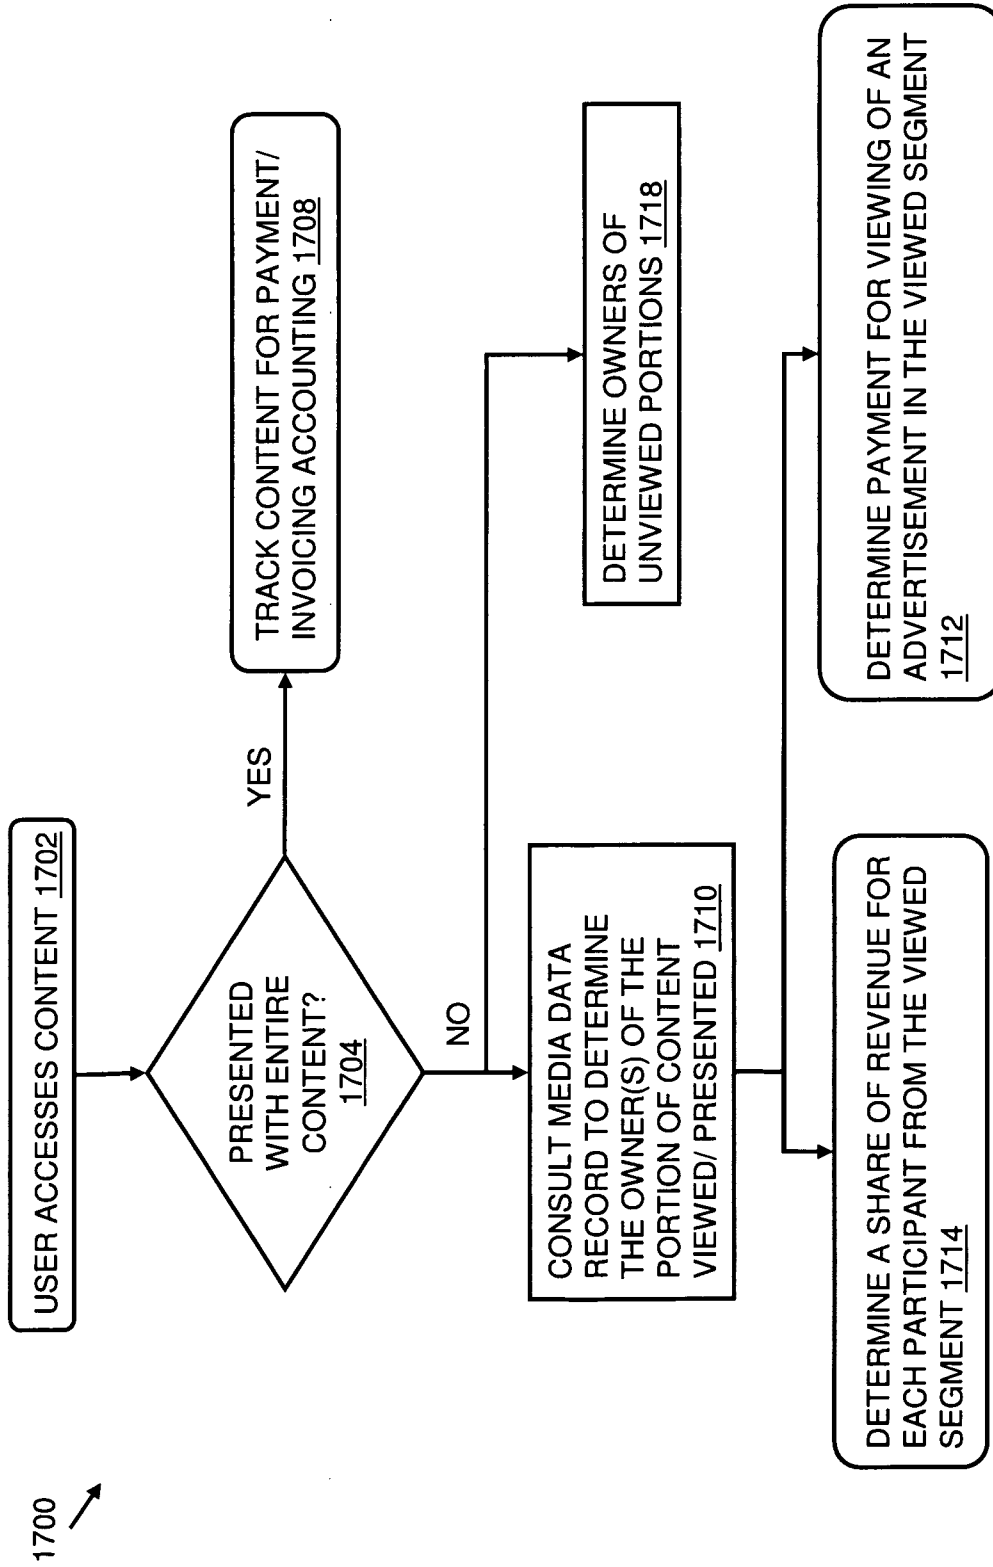 1700
USER ACCESSES CONTENT 1702
PRESENTED
WITH ENTIRE
CONTENT?
1704
YES
TRACK CONTENT FOR PAYMENT/
INVOICING ACCOUNTING 1708
NO
CONSULT MEDIA DATA
RECORD TO DETERMINE
THE OWNER(S) OF THE
PORTION OF CONTENT
VIEWED/ PRESENTED 1710
DETERMINE OWNERS OF
UNVIEWED PORTIONS 1718
DETERMINE A SHARE OF REVENUE FOR
EACH PARTICIPANT FROM THE VIEWED
SEGMENT 1714
DETERMINE PAYMENT FOR VIEWING OF AN
ADVERTISEMENT IN THE VIEWED SEGMENT
1712